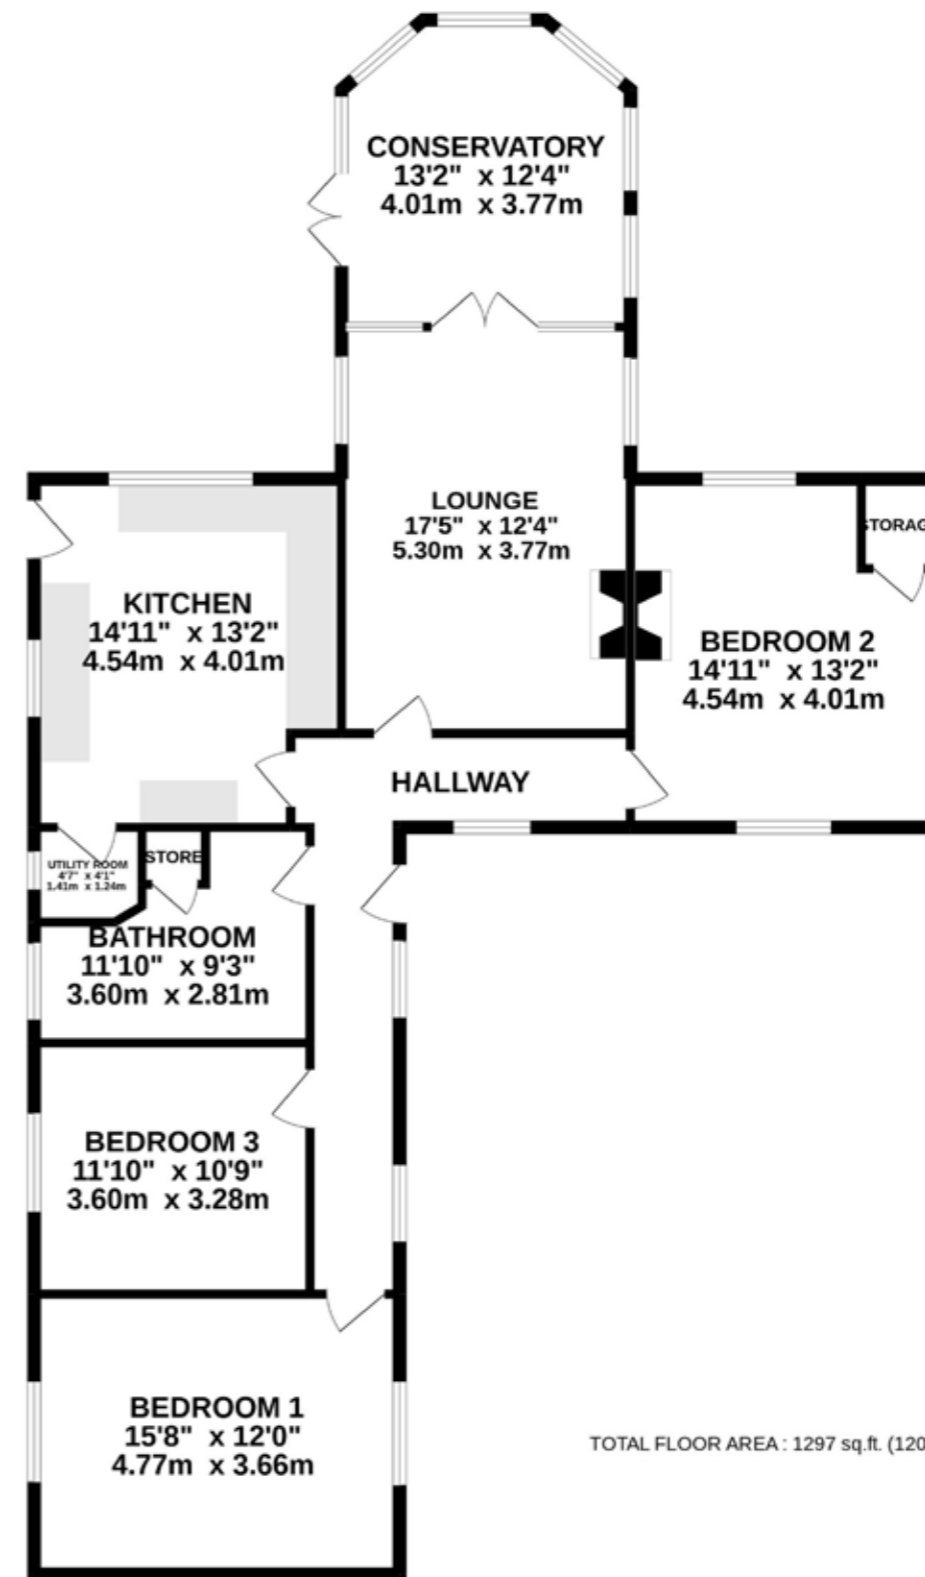 CONSERVATORY
13'2" x 12'4"
4.01m x 3.77m
LOUNGE
17'5" x 12'4"
5.30m x 3.77m
STORAG
KITCHEN
14'11" x 13'2"
4.54m x 4.01m
BEDROOM 2
14'11" x 13'2"
4.54m x 4.01m
HALLWAY
UTILITY ROOM
4'7" x 4'1"
1.41m x 1.24m
STORE
BATHROOM
11'10" x 9'3"
3.60m x 2.81m
BEDROOM 3
11'10" x 10'9"
3.60m x 3.28m
BEDROOM 1
15'8" x 12'0"
4.77m x 3.66m
TOTAL FLOOR AREA : 1297 sq.ft. (120